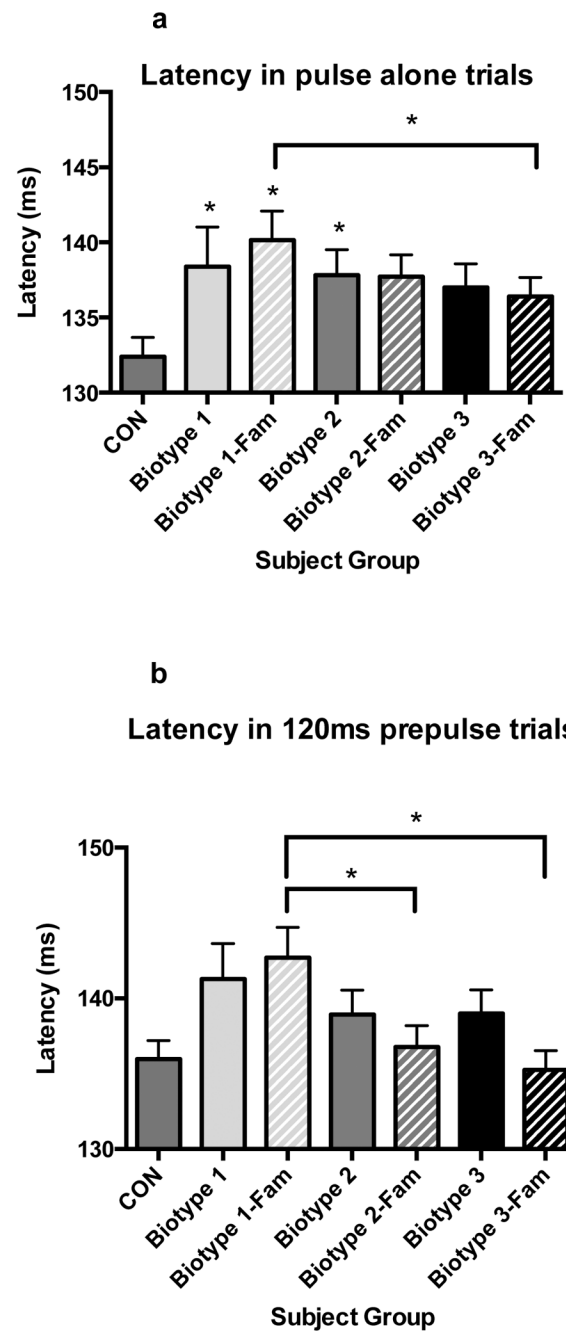 a
Latency in pulse alone trials
150
145
140
135
130
Latency (ms)
*
*
*
*
CON
Biotype 1
Biotype 1-Fam
Biotype 2
Biotype 2-Fam
Biotype 3
Biotype 3-Fam
Subject Group
b
Latency in 120ms prepulse trials
150
140
130
Latency (ms)
*
*
CON
Biotype 1
Biotype 1-Fam
Biotype 2
Biotype 2-Fam
Biotype 3
Biotype 3-Fam
Subject Group